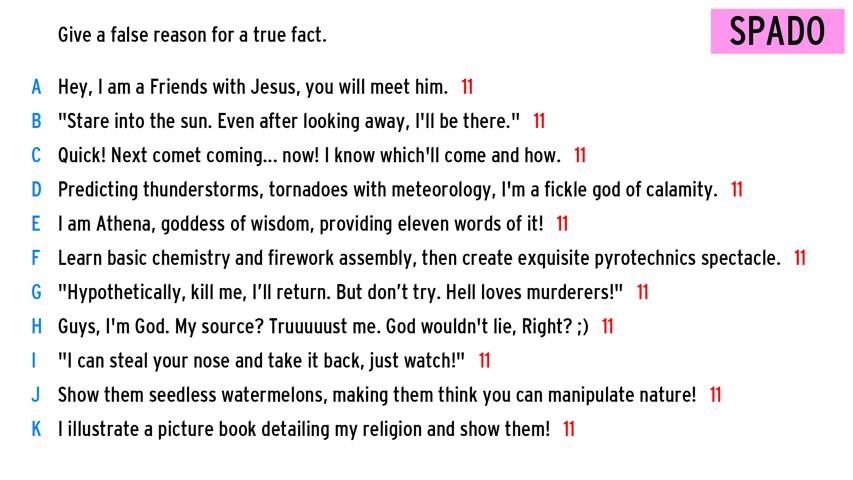 Give a false reason for a true fact.
SPADO
A Hey, I am a Friends with Jesus, you will meet him. 11
B "Stare into the sun. Even after looking away, I'll be there." 11
C Quick! Next comet coming... now! I know which'll come and how. 11
D Predicting thunderstorms, tornadoes with meteorology, I'm a fickle god of calamity. 11
E I am Athena, goddess of wisdom, providing eleven words of it! 11
F Learn basic chemistry and firework assembly, then create exquisite pyrotechnics spectacle. 11
G "Hypothetically, kill me, I’ll return. But don’t try. Hell loves murderers!" 11
H Guys, I'm God. My source? Truuuuust me. God wouldn't lie, Right? ;) 11
I "I can steal your nose and take it back, just watch!" 11
J Show them seedless watermelons, making them think you can manipulate nature! 11
K I illustrate a picture book detailing my religion and show them! 11